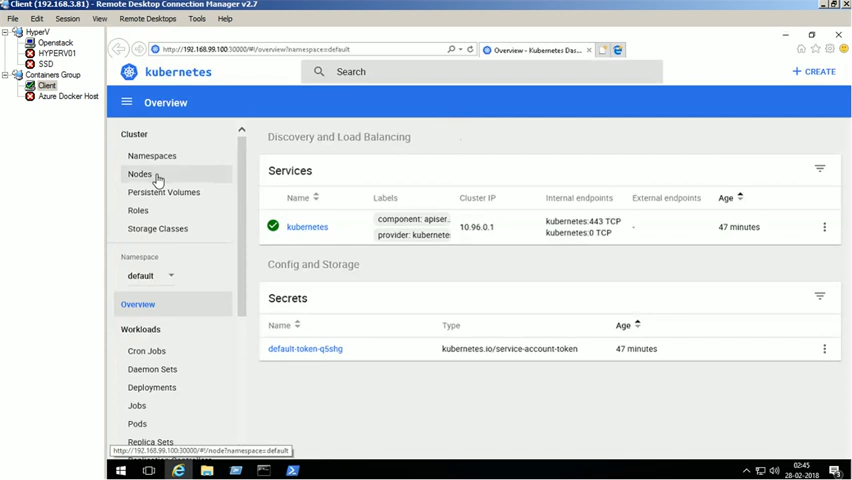 Client (192.168.3.81) - Remote Desktop Connection Manager v2.7
File Edit Session View Remote Desktops Tools Help
HyperV
Openstack
HYPERV01
SSD
Containers Group
Client
Azure Docker Host
http://192.168.99.100:30000/#!/overview?namespace=default
Overview - Kubernetes Das...
kubernetes
Search
+ CREATE
Overview
Cluster
Namespaces
Nodes
Persistent Volumes
Roles
Storage Classes
Namespace
default
Overview
Workloads
Cron Jobs
Daemon Sets
Deployments
Jobs
Pods
Replica Sets
Discovery and Load Balancing
Services
Name Labels Cluster IP Internal endpoints External endpoints Age
kubernetes component: apiser.. provider: kubernete: 10.96.0.1 kubernetes:443 TCP kubernetes:0 TCP - 47 minutes
Config and Storage
Secrets
Name Type Age
default-token-q5shg kubernetes.io/service-account-token 47 minutes
http://192.168.99.100:30000/#!/node?namespace=default
02:45
28-02-2018